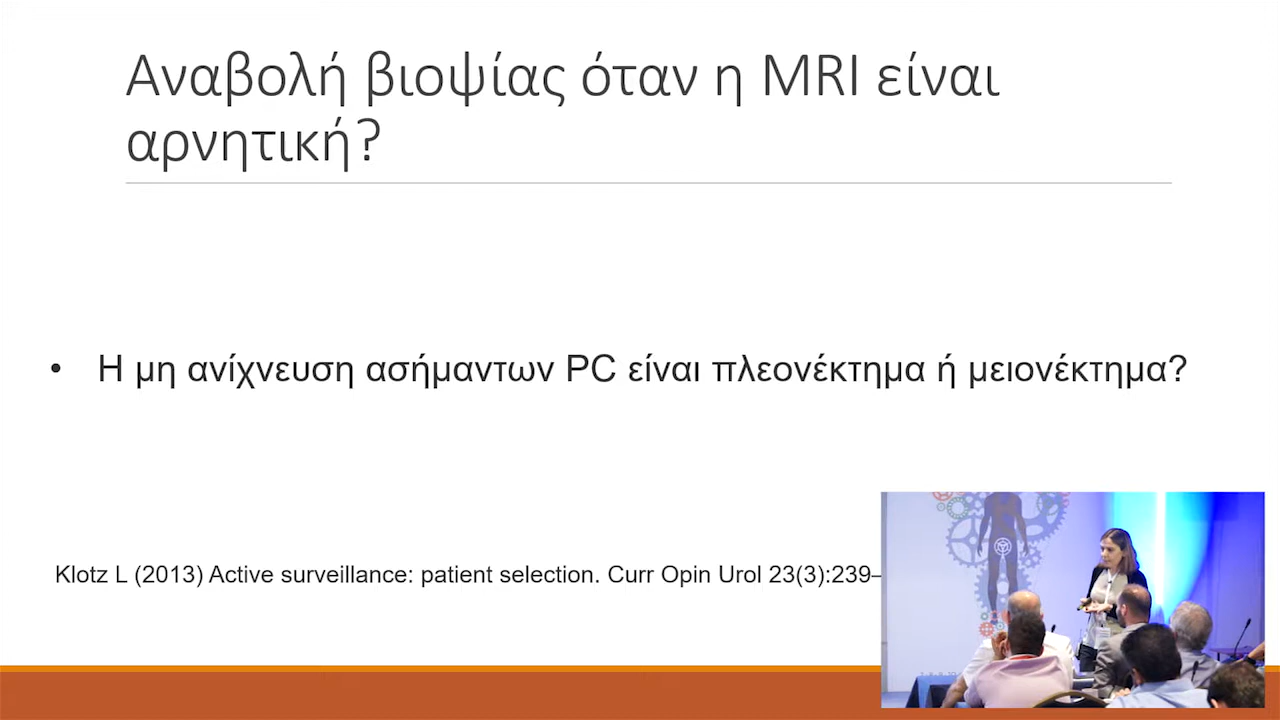 Αναβολή βιοψίας όταν η MRI είναι
αρνητική?
• Η μη ανίχνευση ασήμαντων PC είναι πλεονέκτημα ή μειονέκτημα?
Klotz L (2013) Active surveillance: patient selection. Curr Opin Urol 23(3):239–